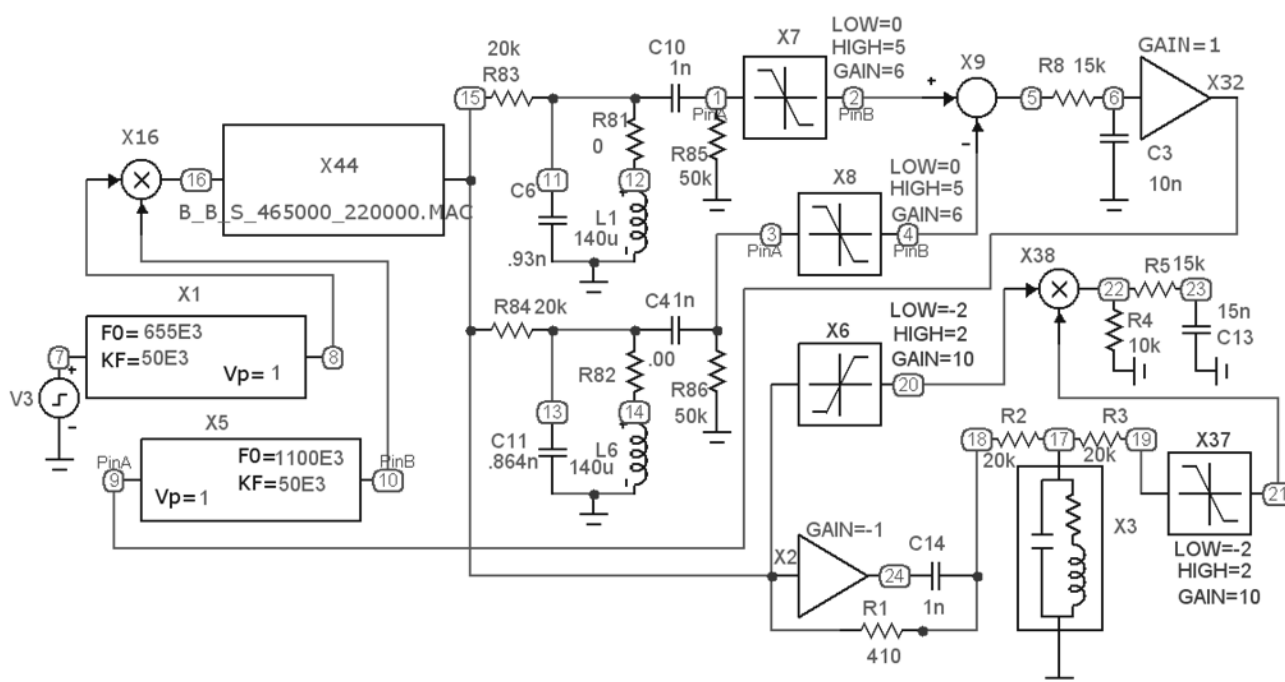 20k
R83
15
C10
1n
1
PinA
X7
LOW=0
HIGH=5
GAIN=6
2
PinB
X9
+
-
5
R8 15k
6
GAIN=1
X32
C3
10n
X16
16
X44
B_B_S_465000_220000.MAC
R81
0
R85
50k
11
12
C6
.93n
+
L1
140u
X8
LOW=0
HIGH=5
GAIN=6
3
PinA
4
PinB
X38
R5 15k
22
23
R4
10k
15n
C13
X1
F0= 655E3
KF=50E3
Vp= 1
7
8
V3
+
-
R84 20k
C4 1n
.00
R82
R86
50k
13
14
C11
.864n
+
L6
140u
X6
LOW=-2
HIGH=2
GAIN=10
20
X5
PinA
9
F0=1100E3
KF=50E3
Vp=1
PinB
10
18
R2
20k
17
R3
20k
19
X37
21
LOW=-2
HIGH=2
GAIN=10
X3
GAIN=-1
X2
24
C14
1n
R1
410